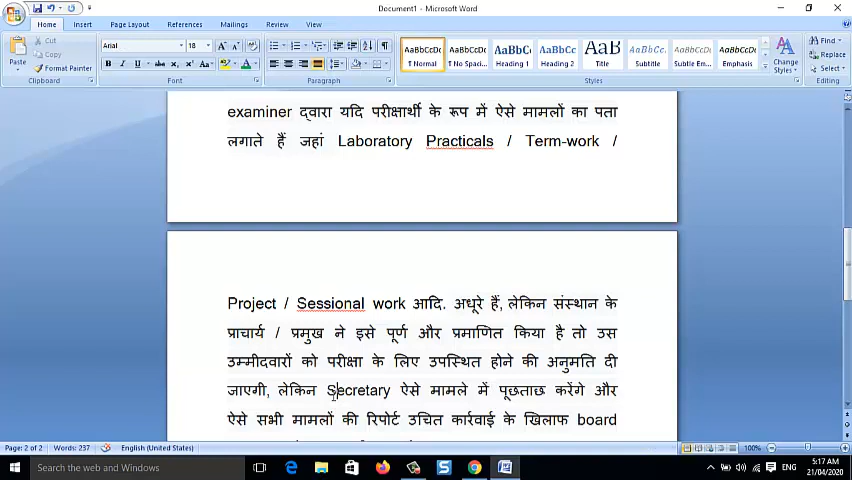 Document1 - Microsoft Word
Home Insert Page Layout References Mailings Review View
Cut
Copy
Format Painter
Paste
Clipboard
Arial
18
Font
Paragraph
AaBbCcDc AaBbCcDc AaBbC AaBbCc AaB AaBbCc. AaBbCcDc AaBbCcDc
¶ Normal ¶ No Spaci... Heading 1 Heading 2 Title Subtitle Subtle Em... Emphasis
Change Styles
Styles
Find
Replace
Select
Editing
examiner द्वारा यदि परीक्षार्थी के रूप में ऐसे मामलों का पता
लगाते हैं जहां Laboratory Practicals / Term-work /
Project / Sessional work आदि. अधूरे हैं, लेकिन संस्थान के
प्राचार्य / प्रमुख ने इसे पूर्ण और प्रमाणित किया है तो उस
उम्मीदवारों को परीक्षा के लिए उपस्थित होने की अनुमति दी
जाएगी, लेकिन Secretary ऐसे मामले में पूछताछ करेंगे और
ऐसे सभी मामलों की रिपोर्ट उचित कार्रवाई के खिलाफ board
Page: 2 of 2 Words: 237 English (United States) 100%
Search the web and Windows
ENG
5:17 AM
21/04/2020